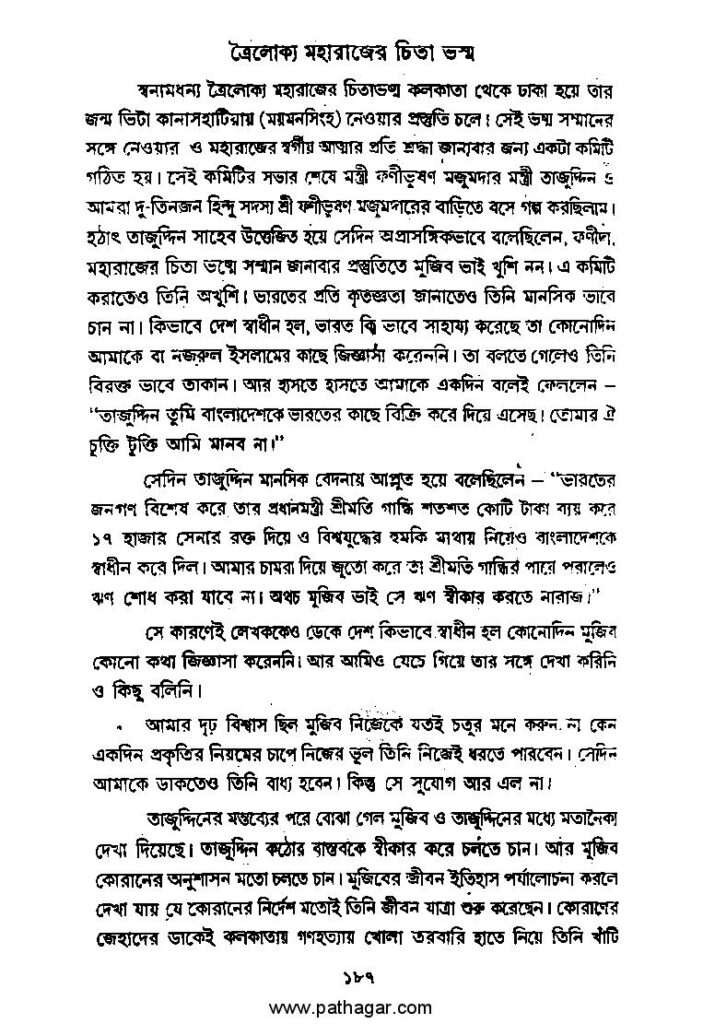 ত্রৈলোক্য মহারাজের চিতা ভস্ম
স্বনামধন্য ত্রৈলোক্য মহারাজের চিতাভস্ম কলকাতা থেকে ঢাকা হয়ে তার
জন্ম ভিটা কানাসহাটিয়ায় (ময়মনসিংহ) নেওয়ার প্রস্তুতি চলে। সেই ভষ্ম সম্মানের
সঙ্গে নেওয়ার ও মহারাজের স্বর্গীয় আত্মার প্রতি শ্রদ্ধা জানাবার জন্য একটা কমিটি
গঠিত হয়। সেই কমিটির সভার শেষে মন্ত্রী ফণীভূষণ মজুমদার মন্ত্রী তাজুদ্দিন ও
আমরা দু-তিনজন হিন্দু সদস্য শ্রী ফণীভূষণ মজুমদারের বাড়িতে বসে গল্প করছিলাম।
হঠাৎ তাজুদ্দিন সাহেব উত্তেজিত হয়ে সেদিন অপ্রাসঙ্গিকভাবে বলেছিলেন, ফণীদা,
মহারাজের চিতা ভষ্মে সম্মান জানাবার প্রস্তুতিতে মুজিব ভাই খুশি নন। এ কমিটি
করাতেও তিনি অখুশি। ভারতের প্রতি কৃতজ্ঞতা জানাতেও তিনি মানসিক ভাবে
চান না। কিভাবে দেশ স্বাধীন হল, ভারত কি ভাবে সাহায্য করেছে তা কোনোদিন
আমাকে বা নজরুল ইসলামের কাছে জিজ্ঞাসা করেননি। তা বলতে গেলেও তিনি
বিরক্ত ভাবে তাকান। আর হাসতে হাসতে আমাকে একদিন বলেই ফেললেন –
“তাজুদ্দিন তুমি বাংলাদেশকে ভারতের কাছে বিক্রি করে দিয়ে এসেছ। তোমার ঐ
চুক্তি টুক্তি আমি মানব না।”
সেদিন তাজুদ্দিন মানসিক বেদনায় আপ্লুত হয়ে বলেছিলেন – “ভারতের
জনগণ বিশেষ করে তার প্রধানমন্ত্রী শ্রীমতি গান্ধি শতশত কোটি টাকা ব্যয় করে
১৭ হাজার সেনার রক্ত দিয়ে ও বিশ্বযুদ্ধের হুমকি মাথায় নিয়েও বাংলাদেশকে
স্বাধীন করে দিল। আমার চামরা দিয়ে জুতো করে তা শ্রীমতি গান্ধির পারে পরালেও
ঋণ শোধ করা যাবে না। অথচ মুজিব ভাই সে ঋণ স্বীকার করতে নারাজ।”
সে কারণেই লেখককেও ডেকে দেশ কিভাবে স্বাধীন হল কোনোদিন মুজিব
কোনো কথা জিজ্ঞাসা করেননি। আর আমিও যেচে গিয়ে তার সঙ্গে দেখা করিনি
ও কিছু বলিনি।
আমার দৃঢ় বিশ্বাস ছিল মুজিব নিজেকে যতই চতুর মনে করুন না কেন
একদিন প্রকৃতির নিয়মের চাপে নিজের ভূল তিনি নিজেই ধরতে পারবেন। সেদিন
আমাকে ডাকতেও তিনি বাধ্য হবেন। কিন্তু সে সুযোগ আর এল না।
তাজুদ্দিনের মন্তব্যের পরে বোঝা গেল মুজিব ও তাজুদ্দিনের মধ্যে মতানৈক্য
দেখা দিয়েছে। তাজুদ্দিন কঠোর বাস্তবকে স্বীকার করে চলতে চান। আর মুজিব
কোরানের অনুশাসন মতো চলতে চান। মুজিবের জীবন ইতিহাস পর্যালোচনা করলে
দেখা যায় যে কোরানের নির্দেশ মতোই তিনি জীবন যাত্রা শুরু করেছেন। কোরাণের
জেহাদের ডাকেই কলকাতায় গণহত্যায় খোলা তরবারি হাতে নিয়ে তিনি খাঁটি
১৮৭
www.pathagar.com